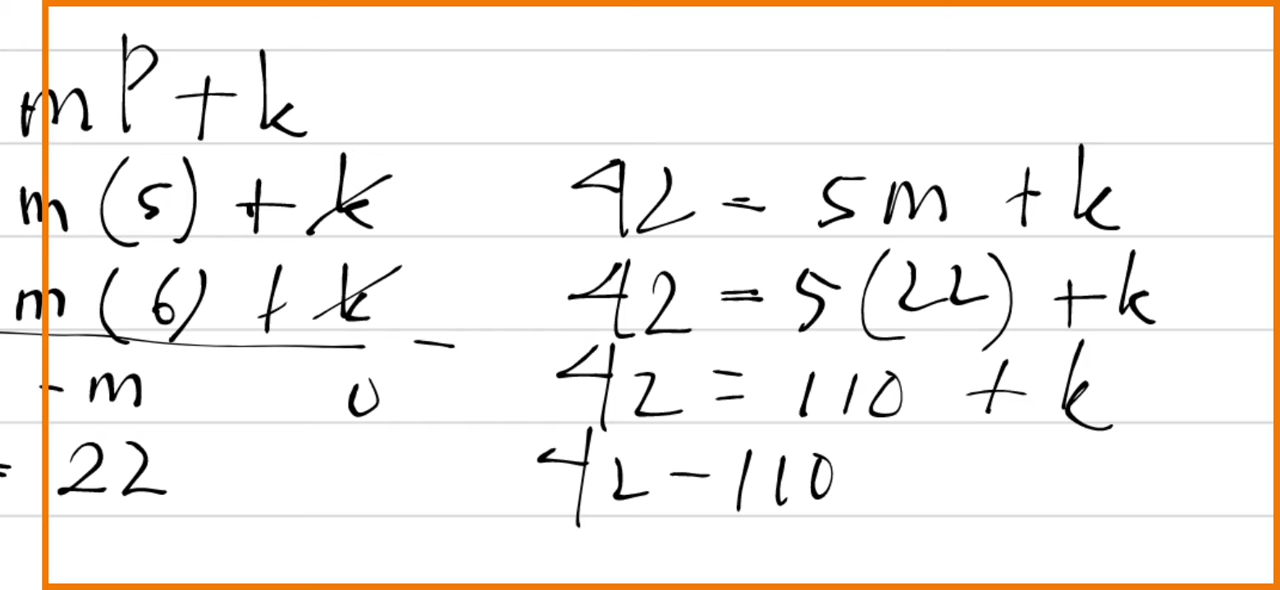 mP + k
m(5) + k
m(6) + k
-
- m 0
= 22
42 = 5m + k
42 = 5(22) + k
42 = 110 + k
42 - 110